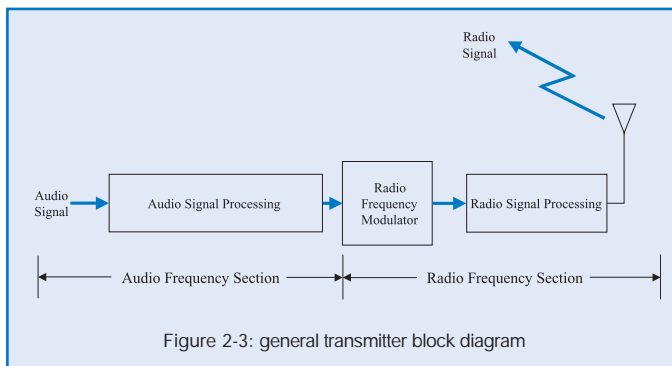 Radio
Signal
Audio
Signal
Audio Signal Processing
Radio
Frequency
Modulator
Radio Signal Processing
Audio Frequency Section
Radio Frequency Section
Figure 2-3: general transmitter block diagram